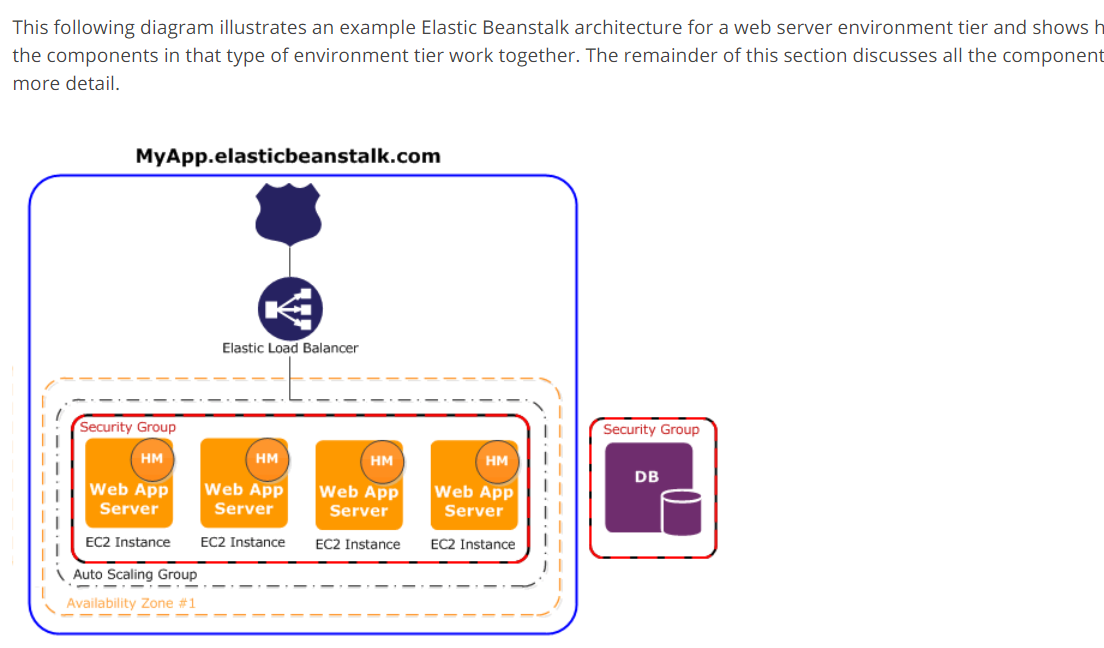 This following diagram illustrates an example Elastic Beanstalk architecture for a web server environment tier and shows h
the components in that type of environment tier work together. The remainder of this section discusses all the component
more detail.
MyApp.elasticbeanstalk.com
Elastic Load Balancer
Security Group
HM
Web App
Server
EC2 Instance
HM
Web App
Server
EC2 Instance
HM
Web App
Server
EC2 Instance
HM
Web App
Server
EC2 Instance
Auto Scaling Group
Availability Zone #1
Security Group
DB